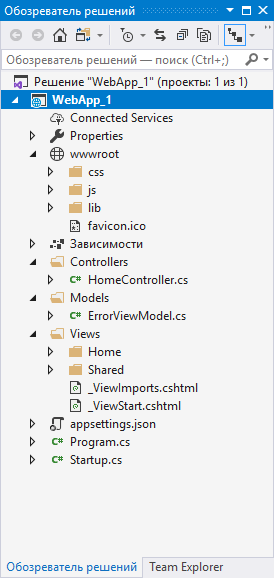 Обозреватель решений
Обозреватель решений — поиск (Ctrl+;)
Решение "WebApp_1" (проекты: 1 из 1)
WebApp_1
Connected Services
Properties
wwwroot
css
js
lib
favicon.ico
Зависимости
Controllers
C# HomeController.cs
Models
C# ErrorViewModel.cs
Views
Home
Shared
_ViewImports.cshtml
_ViewStart.cshtml
appsettings.json
C# Program.cs
C# Startup.cs
Обозреватель решений Team Explorer